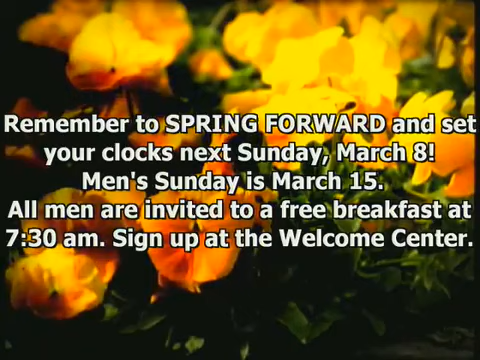 Remember to SPRING FORWARD and set
your clocks next Sunday, March 8!
Men's Sunday is March 15.
All men are invited to a free breakfast at
7:30 am. Sign up at the Welcome Center.